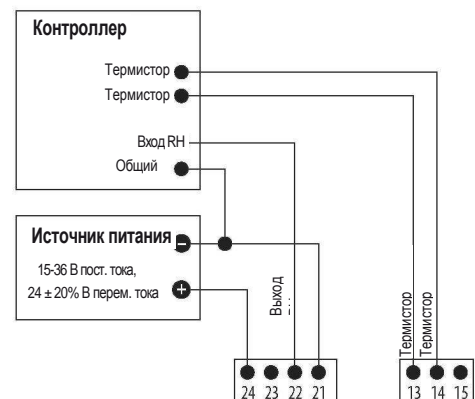 Контроллер
Термистор
Термистор
Вход RH
Общий
Источник питания
15-36 В пост. тока,
24 ± 20% В перем. тока
Выход
Термистор
Термистор
24 23 22 21
13 14 15